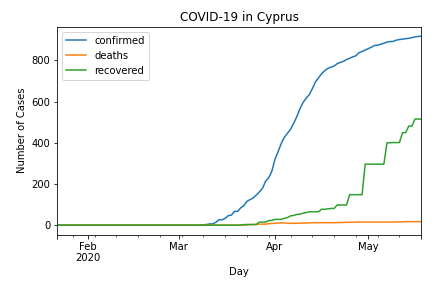 COVID-19 in Cyprus
confirmed
deaths
recovered
Number of Cases
800
600
400
200
0
Feb
2020
Mar
Apr
May
Day